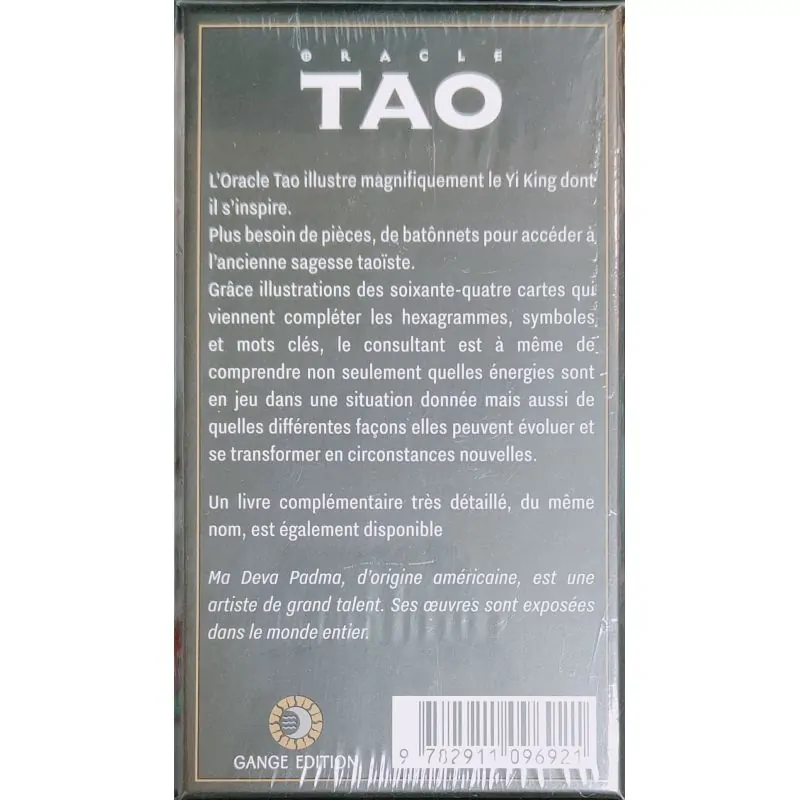 ORACLE
TAO
L'Oracle Tao illustre magnifiquement le Yi King dont
il s'inspire.
Plus besoin de pièces, de batônnets pour accéder à
l'ancienne sagesse taoïste.
Grâce illustrations des soixante-quatre cartes qui
viennent compléter les hexagrammes, symboles
et mots clés, le consultant est à même de
comprendre non seulement quelles énergies sont
en jeu dans une situation donnée mais aussi de
quelles différentes façons elles peuvent évoluer et
se transformer en circonstances nouvelles.
Un livre complémentaire très détaillé, du même
nom, est également disponible
Ma Deva Padma, d'origine américaine, est une
artiste de grand talent. Ses œuvres sont exposées
dans le monde entier.
GANGE EDITION
9 782911 096921